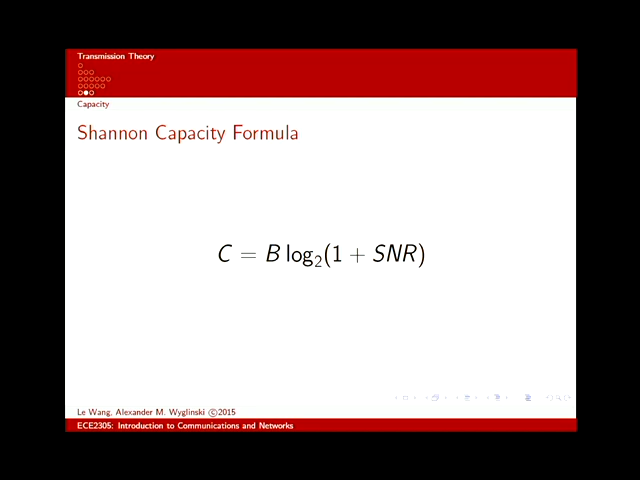 Transmission Theory
Capacity
Shannon Capacity Formula
C = B log₂(1 + SNR)
Le Wang, Alexander M. Wyglinski ©2015
ECE2305: Introduction to Communications and Networks